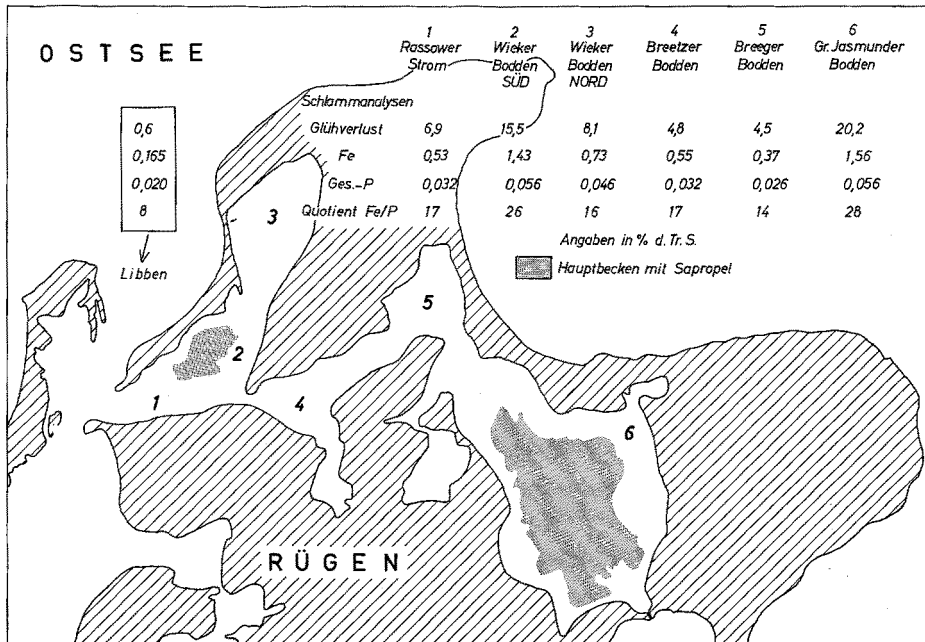 OSTSEE
1 2 3 4 5 6
Rassower Wieker Wieker Breetzer Breeger Gr. Jasmunder
Strom Bodden Bodden Bodden Bodden Bodden
SÜD NORD
Schlammanalysen
Glühverlust 6,9 15,5 8,1 4,8 4,5 20,2
Fe 0,53 1,43 0,73 0,55 0,37 1,56
Ges.-P 0,032 0,056 0,046 0,032 0,026 0,056
Quotient Fe/P 17 26 16 17 14 28
Angaben in % d. Tr. S.
Hauptbecken mit Sapropel
0,6
0,165
0,020
8
Libben
3
5
2
1
4
6
RÜGEN